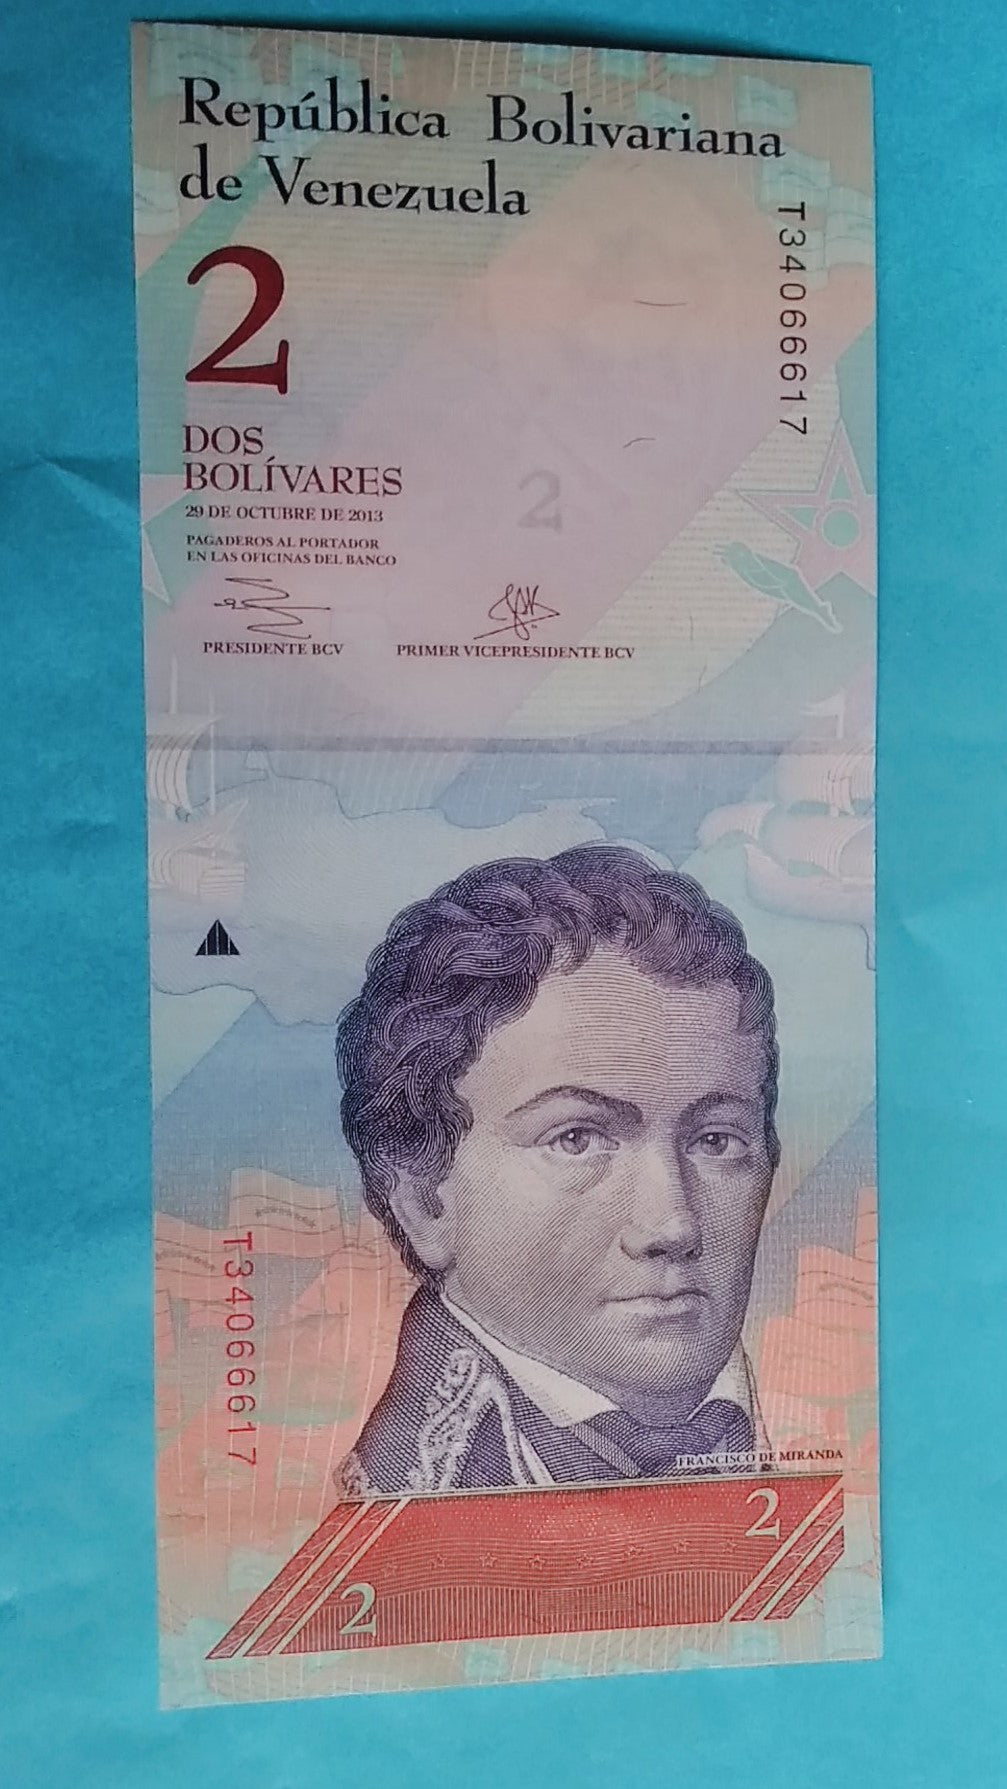 República Bolivariana
de Venezuela
T34066617
2
DOS
BOLÍVARES
29 DE OCTUBRE DE 2013
PAGADEROS AL PORTADOR
EN LAS OFICINAS DEL BANCO
2
PRESIDENTE BCV
PRIMER VICEPRESIDENTE BCV
T34066617
FRANCISCO DE MIRANDA
2
2